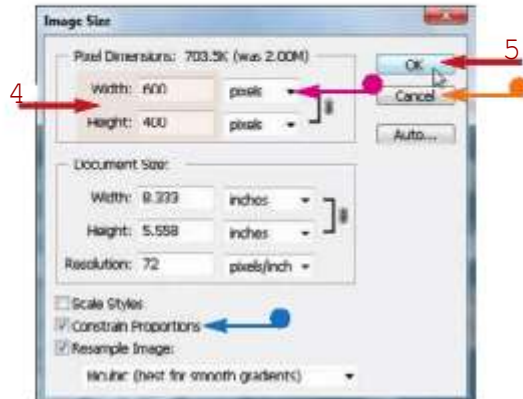 Image Size
Pixel Dimensions: 703.5K (was 2.00M)
5
OK
4
Width: 600 pixels
Cancel
Height: 400 pixels
Auto...
Document Size:
Width: 8.333 inches
Height: 5.558 inches
Resolution: 72 pixels/inch
Scale Styles
Constrain Proportions
Resample Image:
Bicubic (best for smooth gradients)